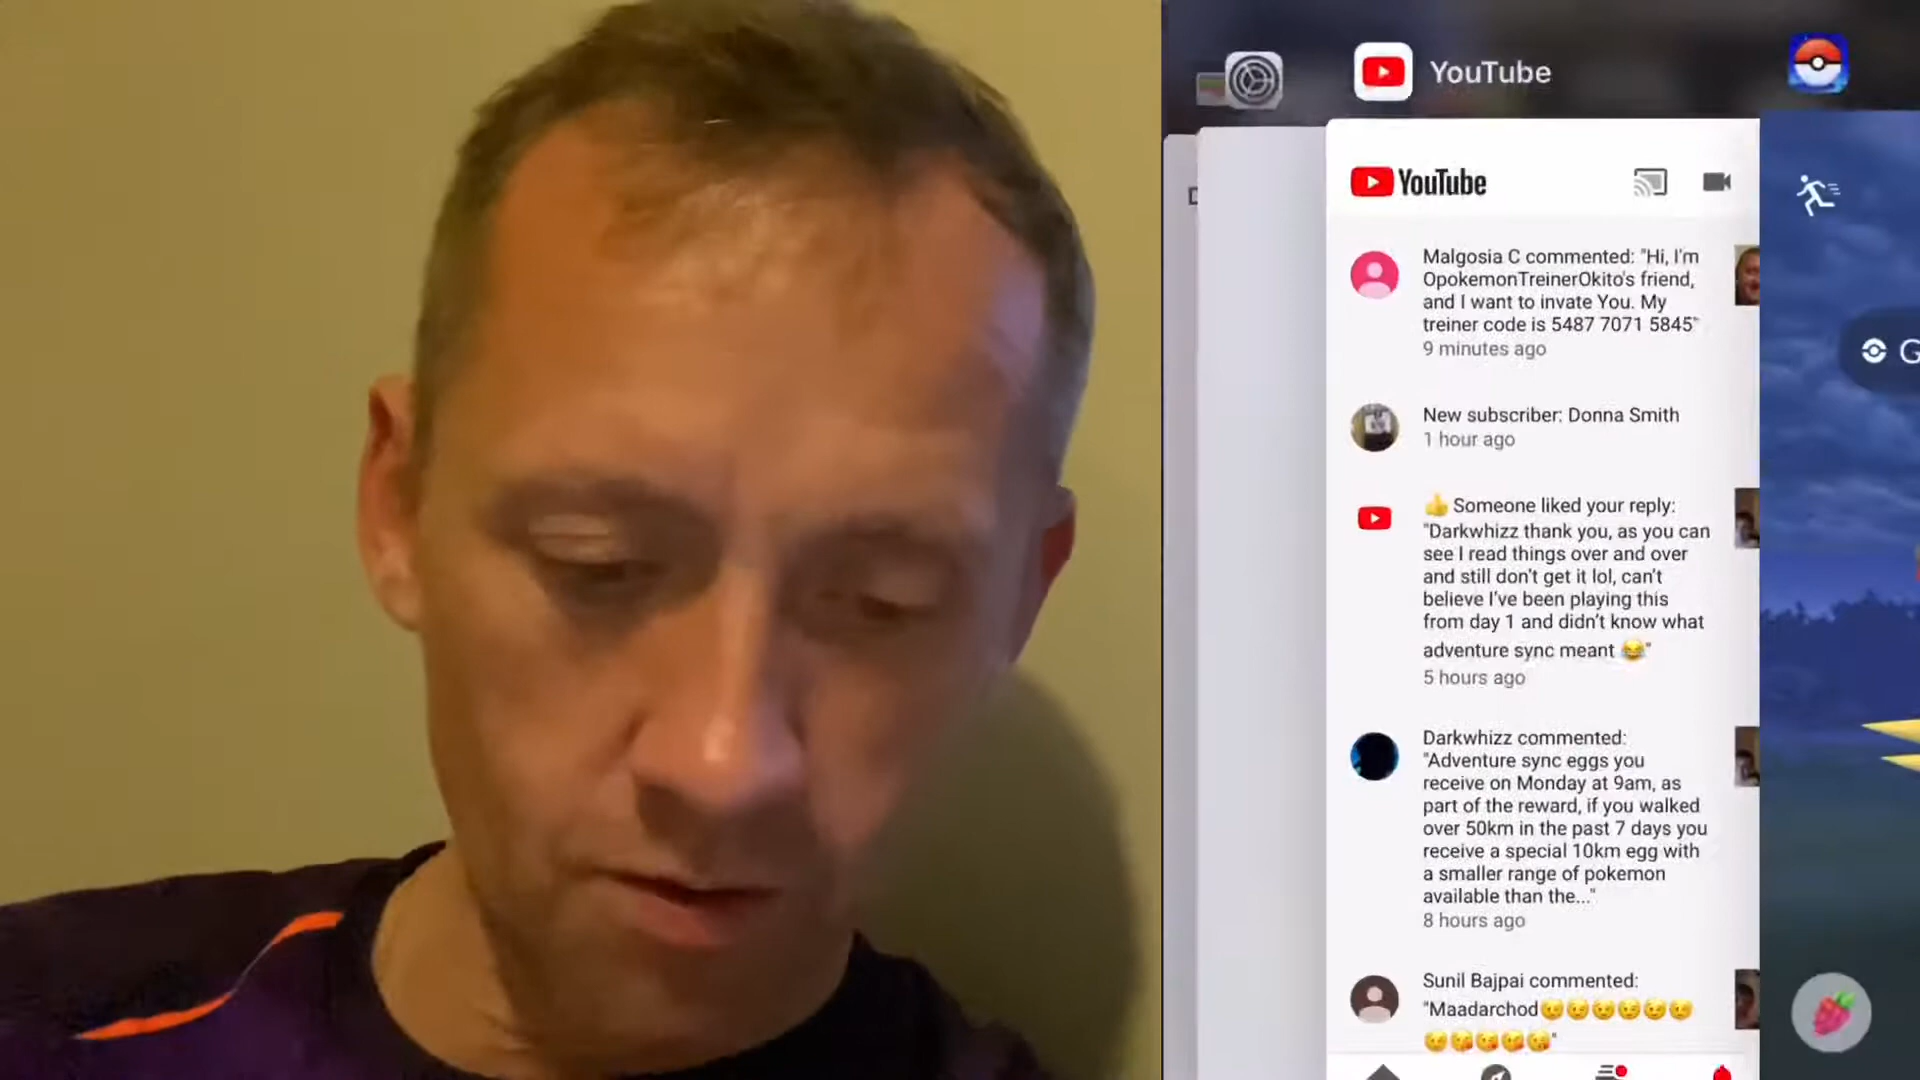 YouTube
YouTube
Malgosia C commented: "Hi, I'm
OpokemonTreinerOkito's friend,
and I want to invate You. My
treiner code is 5487 7071 5845"
9 minutes ago
New subscriber: Donna Smith
1 hour ago
👍Someone liked your reply:
"Darkwhizz thank you, as you can
see I read things over and over
and still don't get it lol, can't
believe I've been playing this
from day 1 and didn't know what
adventure sync meant 😂"
5 hours ago
Darkwhizz commented:
"Adventure sync eggs you
receive on Monday at 9am, as
part of the reward, if you walked
over 50km in the past 7 days you
receive a special 10km egg with
a smaller range of pokemon
available than the..."
8 hours ago
Sunil Bajpai commented:
"Maadarchod😉😉😉😉😉😉
😉😘😘😘😘"